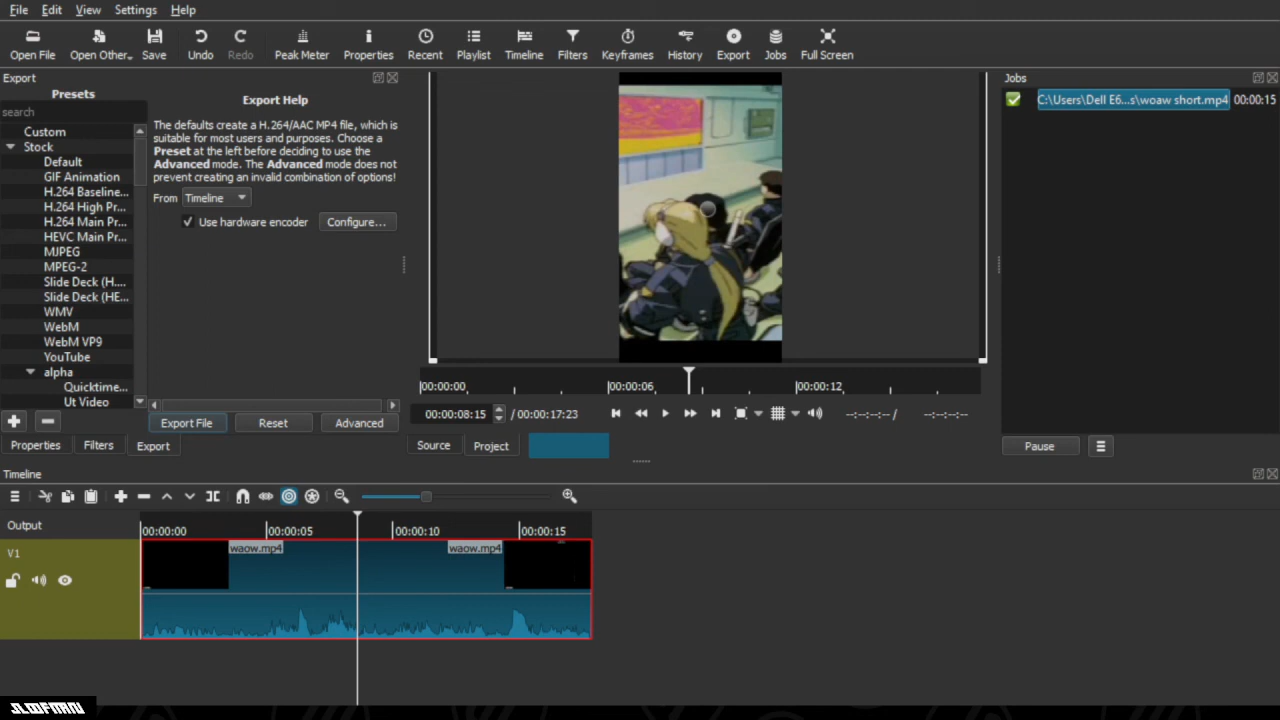 File Edit View Settings Help
Open File Open Other... Save Undo Redo Peak Meter Properties Recent Playlist Timeline Filters Keyframes History Export Jobs Full Screen
Export
Presets
search
Custom
Stock
Default
GIF Animation
H.264 Baseline...
H.264 High Pr...
H.264 Main Pr...
HEVC Main Pr...
MJPEG
MPEG-2
Slide Deck (H....
Slide Deck (HE...
WMV
WebM
WebM VP9
YouTube
alpha
Quicktime...
Ut Video
Export Help
The defaults create a H.264/AAC MP4 file, which is
suitable for most users and purposes. Choose a
Preset at the left before deciding to use the
Advanced mode. The Advanced mode does not
prevent creating an invalid combination of options!
From Timeline
Use hardware encoder Configure...
Export File Reset Advanced
Properties Filters Export
00:00:00 00:00:06 00:00:12
00:00:08:15 / 00:00:17:23 --:--:--:-- / --:--:--:--
Source Project
Jobs
C:\Users\Dell E6...s\woaw short.mp4 00:00:15
Pause
Timeline
Output 00:00:00 00:00:05 00:00:10 00:00:15
V1 waow.mp4 waow.mp4